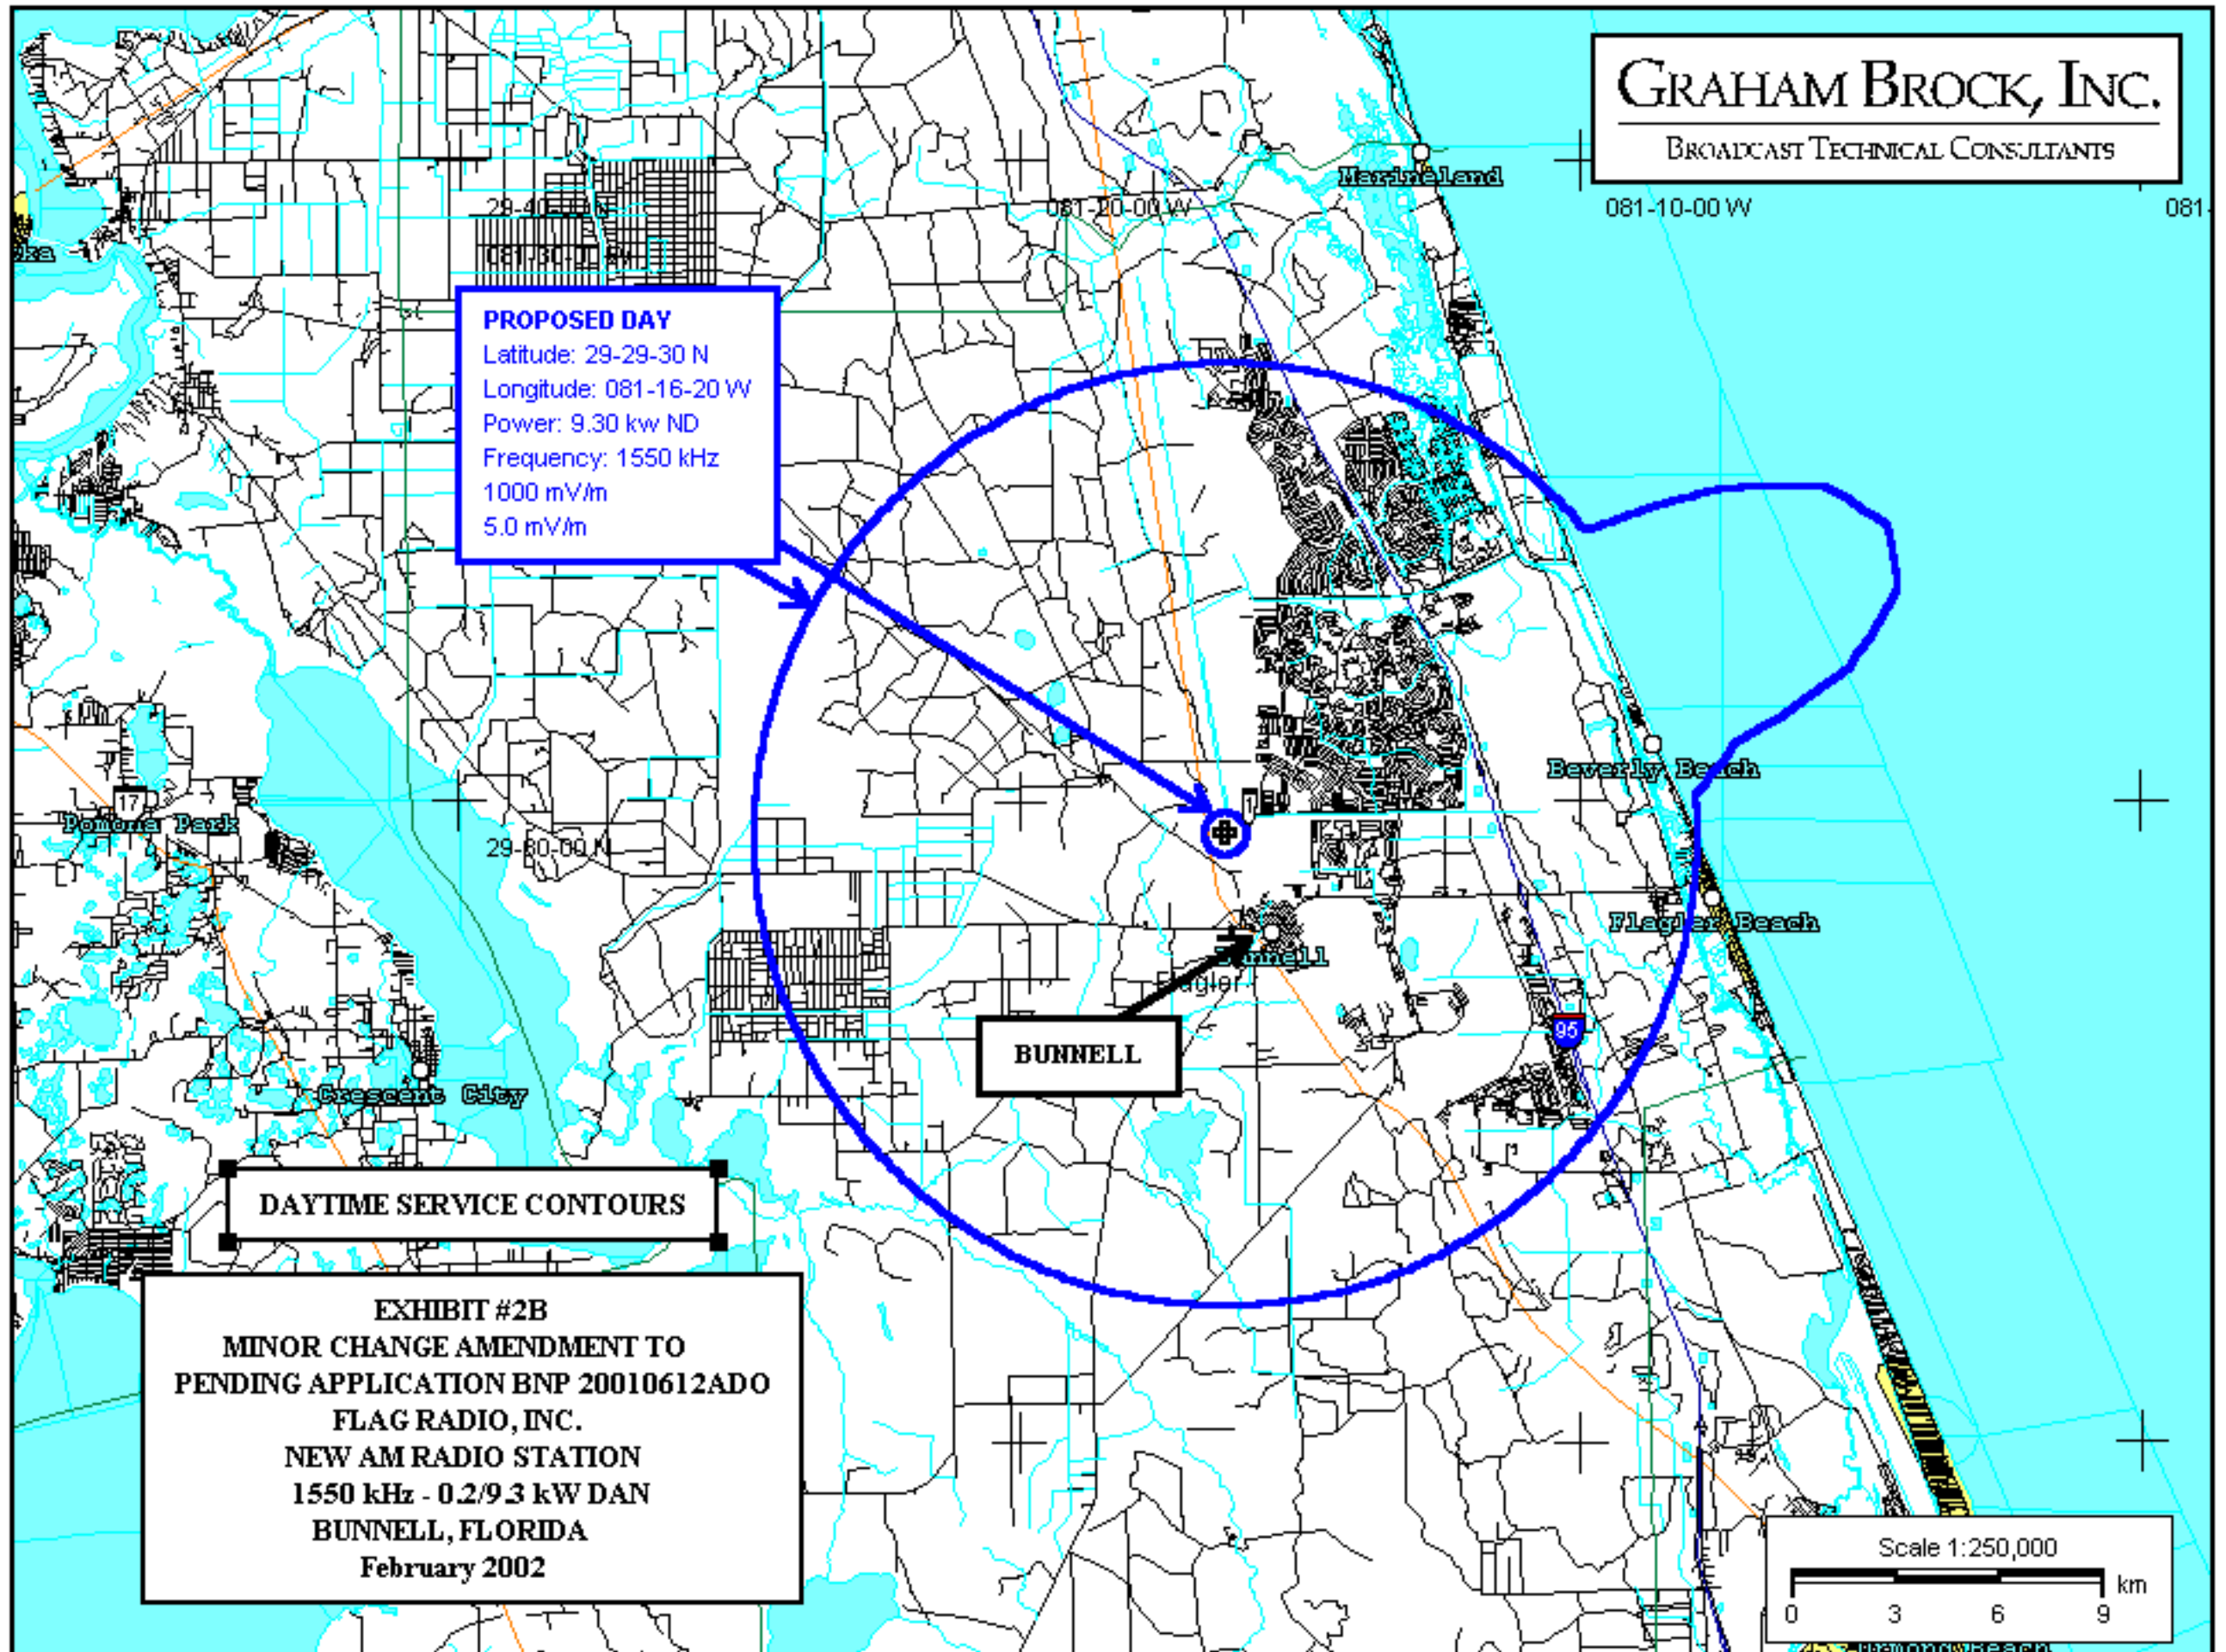 GRAHAM BROCK, INC.
BROADCAST TECHNICAL CONSULTANTS
Marineland
081-20-00 W
081-10-00 W
081-
PROPOSED DAY
Latitude: 29-29-30 N
Longitude: 081-16-20 W
Power: 9.30 kw ND
Frequency: 1550 kHz
1000 mV/m
5.0 mV/m
Beverly Beach
17
Pomona Park
1
29-30-00 N
Flagler Beach
Bunnell
Flagler
95
BUNNELL
Crescent City
DAYTIME SERVICE CONTOURS
EXHIBIT #2B
MINOR CHANGE AMENDMENT TO
PENDING APPLICATION BNP 20010612ADO
FLAG RADIO, INC.
NEW AM RADIO STATION
1550 kHz - 0.2/9.3 kW DAN
BUNNELL, FLORIDA
February 2002
Scale 1:250,000
km
0 3 6 9